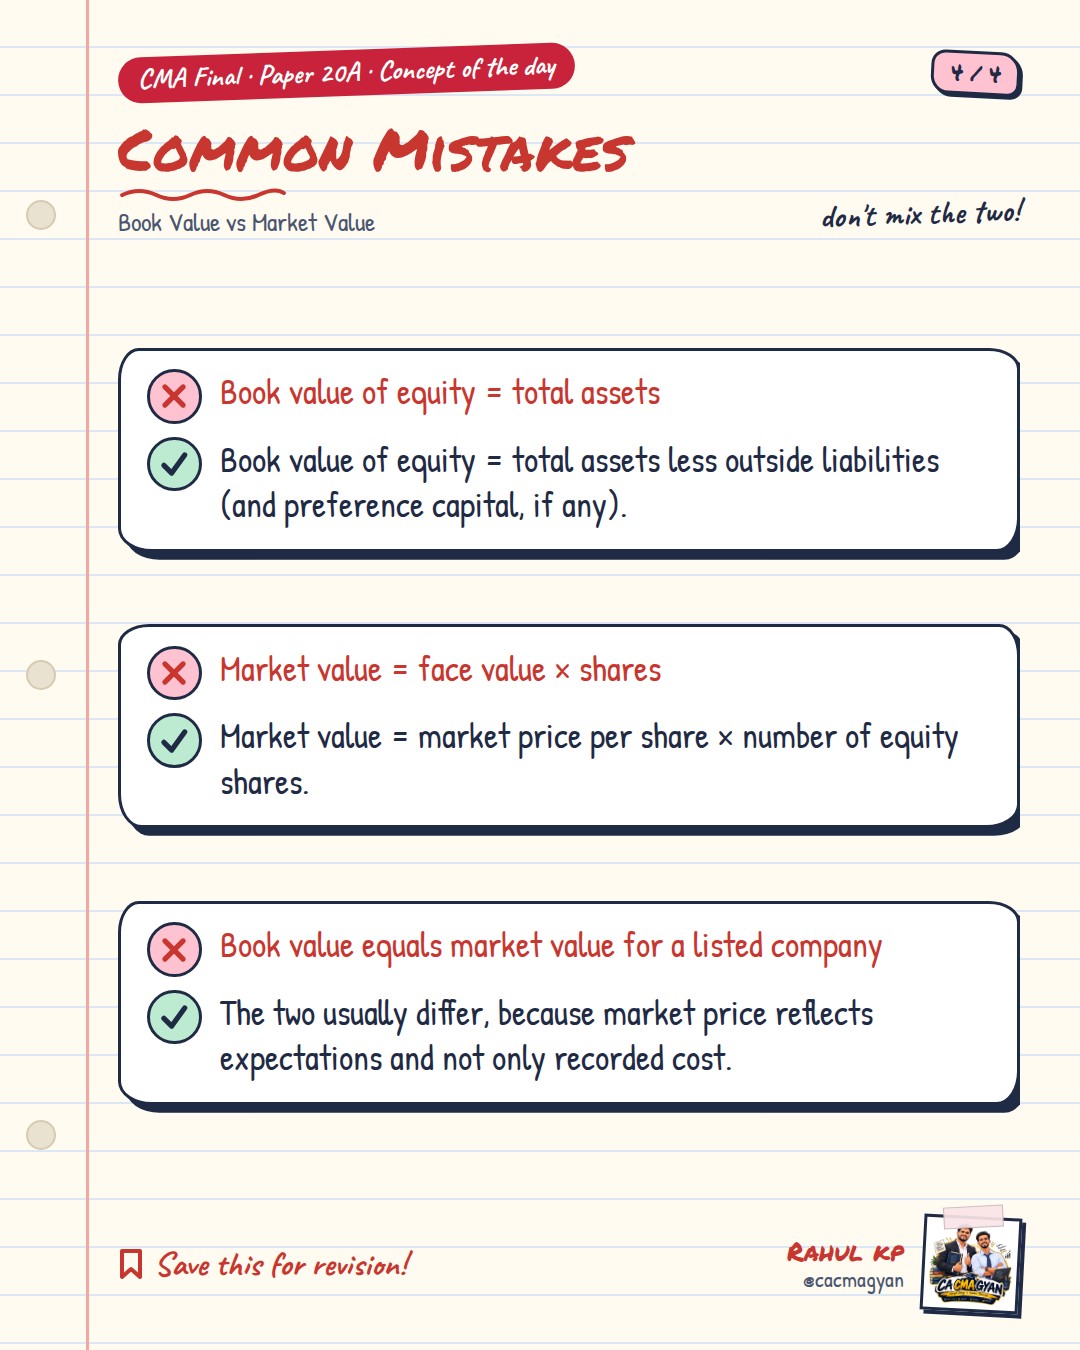 CMA Final · Paper 20A · Concept of the day
4 / 4
Common Mistakes
Book Value vs Market Value
don't mix the two!
Book value of equity = total assets
Book value of equity = total assets less outside liabilities
(and preference capital, if any).
Market value = face value × shares
Market value = market price per share × number of equity
shares.
Book value equals market value for a listed company
The two usually differ, because market price reflects
expectations and not only recorded cost.
Save this for revision!
Rahul KP
@cacmagyan
CA CMA GYAN